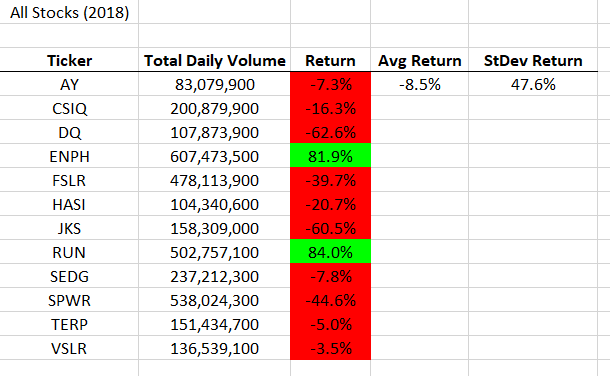 All Stocks (2018)
Ticker Total Daily Volume Return Avg Return StDev Return
AY 83,079,900 -7.3% -8.5% 47.6%
CSIQ 200,879,900 -16.3%
DQ 107,873,900 -62.6%
ENPH 607,473,500 81.9%
FSLR 478,113,900 -39.7%
HASI 104,340,600 -20.7%
JKS 158,309,000 -60.5%
RUN 502,757,100 84.0%
SEDG 237,212,300 -7.8%
SPWR 538,024,300 -44.6%
TERP 151,434,700 -5.0%
VSLR 136,539,100 -3.5%